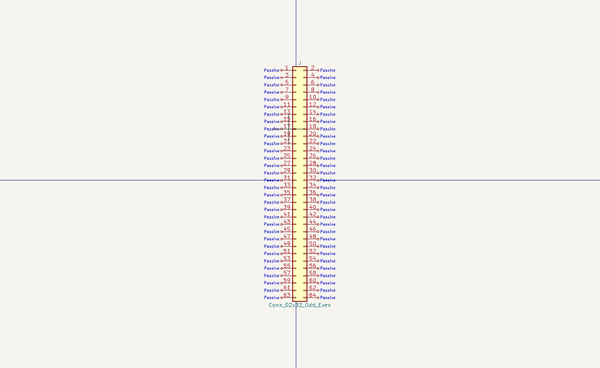 J
Passive 1 2 Passive
Passive 3 4 Passive
Passive 5 6 Passive
Passive 7 8 Passive
Passive 9 10 Passive
Passive 11 12 Passive
Passive 13 14 Passive
Passive 15 16 Passive
Passive 17 18 Passive
Passive 19 20 Passive
Passive 21 22 Passive
Passive 23 24 Passive
Passive 25 26 Passive
Passive 27 28 Passive
Passive 29 30 Passive
Passive 31 32 Passive
Passive 33 34 Passive
Passive 35 36 Passive
Passive 37 38 Passive
Passive 39 40 Passive
Passive 41 42 Passive
Passive 43 44 Passive
Passive 45 46 Passive
Passive 47 48 Passive
Passive 49 50 Passive
Passive 51 52 Passive
Passive 53 54 Passive
Passive 55 56 Passive
Passive 57 58 Passive
Passive 59 60 Passive
Passive 61 62 Passive
Passive 63 64 Passive
Conn_02x32_Odd_Even